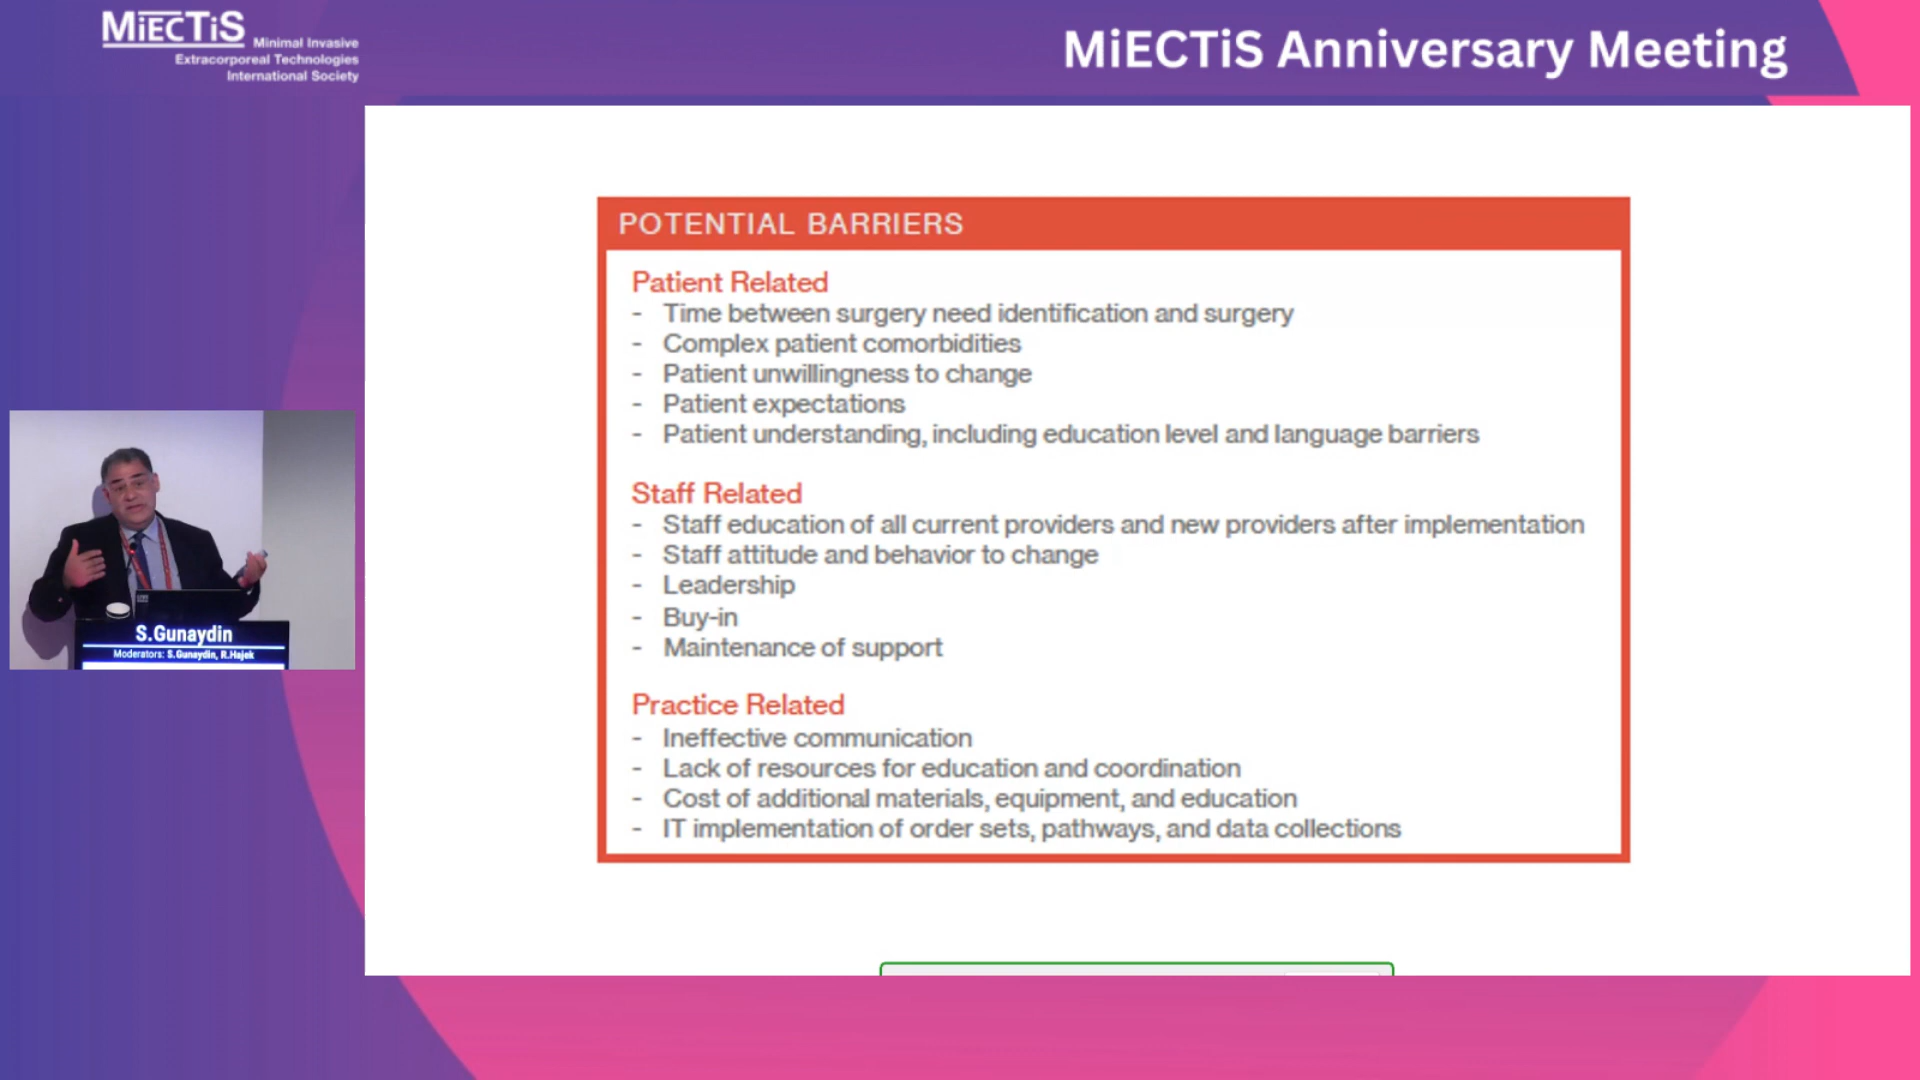 MiECTiS
Minimal Invasive
Extracorporeal Technologies
International Society
MiECTiS Anniversary Meeting
POTENTIAL BARRIERS
Patient Related
- Time between surgery need identification and surgery
- Complex patient comorbidities
- Patient unwillingness to change
- Patient expectations
- Patient understanding, including education level and language barriers
Staff Related
- Staff education of all current providers and new providers after implementation
- Staff attitude and behavior to change
- Leadership
- Buy-in
- Maintenance of support
Practice Related
- Ineffective communication
- Lack of resources for education and coordination
- Cost of additional materials, equipment, and education
- IT implementation of order sets, pathways, and data collections
S.Gunaydin
Moderators: S.Gunaydin, R.Hajek